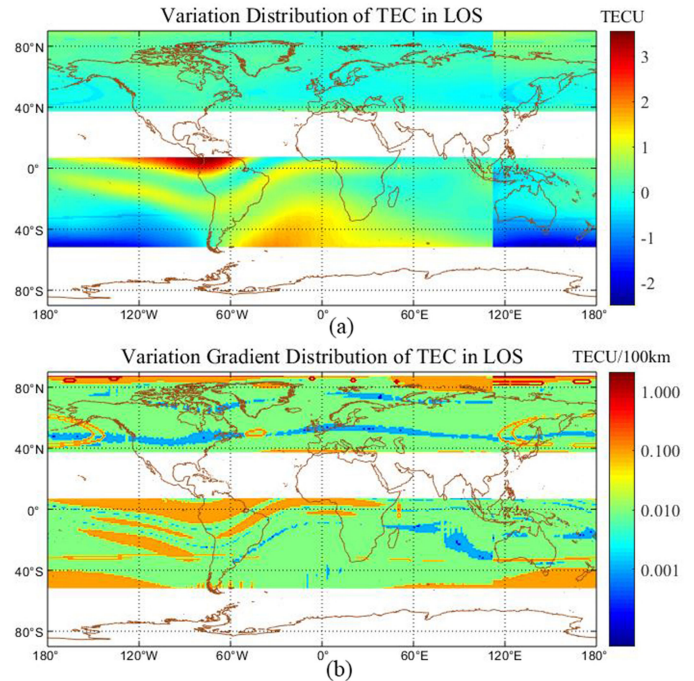 Variation Distribution of TEC in LOS TECU
80°N
40°N
0°
40°S
80°S
180° 120°W 60°W 0° 60°E 120°E 180°
3
2
1
0
-1
-2
(a)
Variation Gradient Distribution of TEC in LOS TECU/100km
80°N
40°N
0°
40°S
80°S
180° 120°W 60°W 0° 60°E 120°E 180°
1.000
0.100
0.010
0.001
(b)